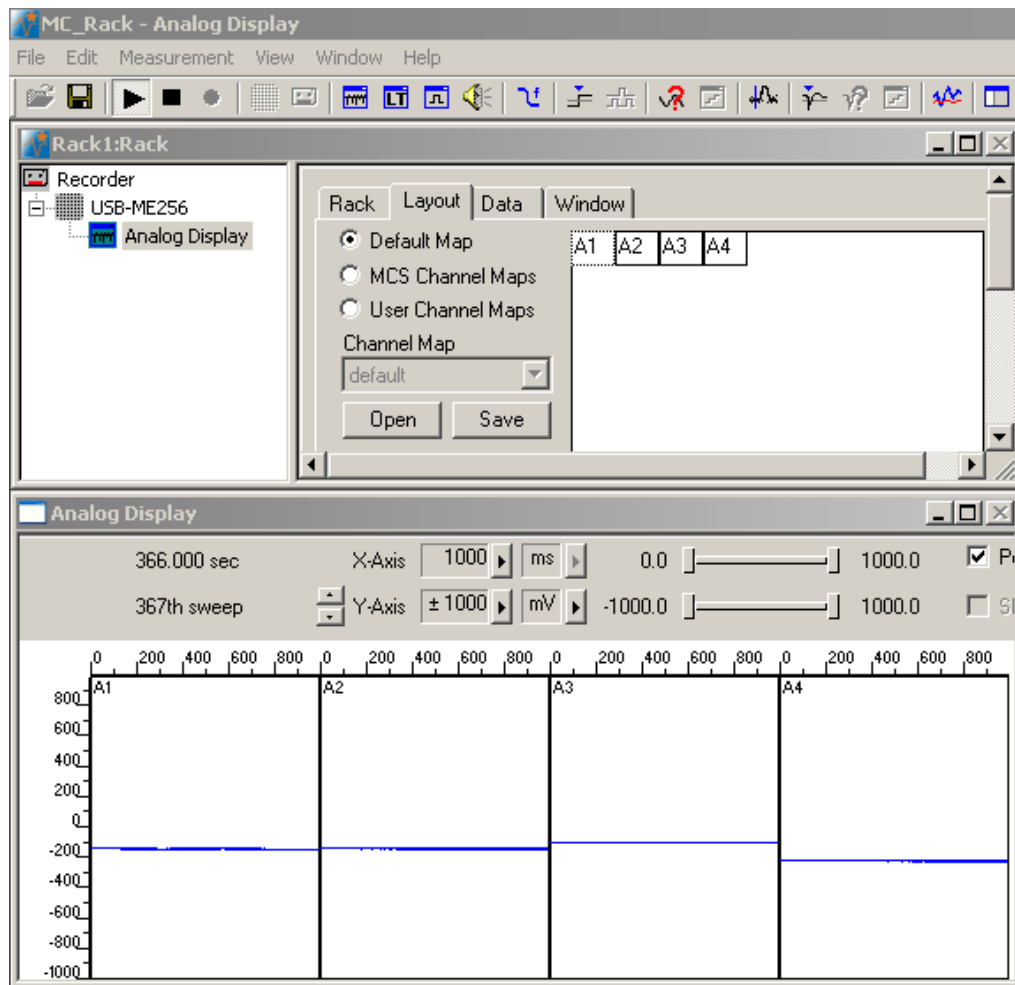 MC_Rack - Analog Display
File Edit Measurement View Window Help
LT
Rack1:Rack
Recorder
USB-ME256
Analog Display
Rack Layout Data Window
Default Map
MCS Channel Maps
User Channel Maps
Channel Map
default
Open Save
A1 A2 A3 A4
Analog Display
366.000 sec X-Axis 1000 ms 0.0 1000.0
367th sweep Y-Axis ± 1000 mV -1000.0 1000.0
0 200 400 600 800 0 200 400 600 800 0 200 400 600 800 0 200 400 600 800
A1 A2 A3 A4
800
600
400
200
0
-200
-400
-600
-800
-1000